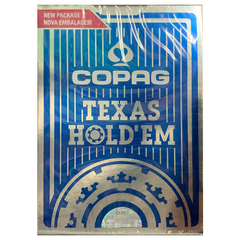 NEW PACKAGE
NOVA EMBALAGEM
COPAG
TEXAS
HOLD'EM